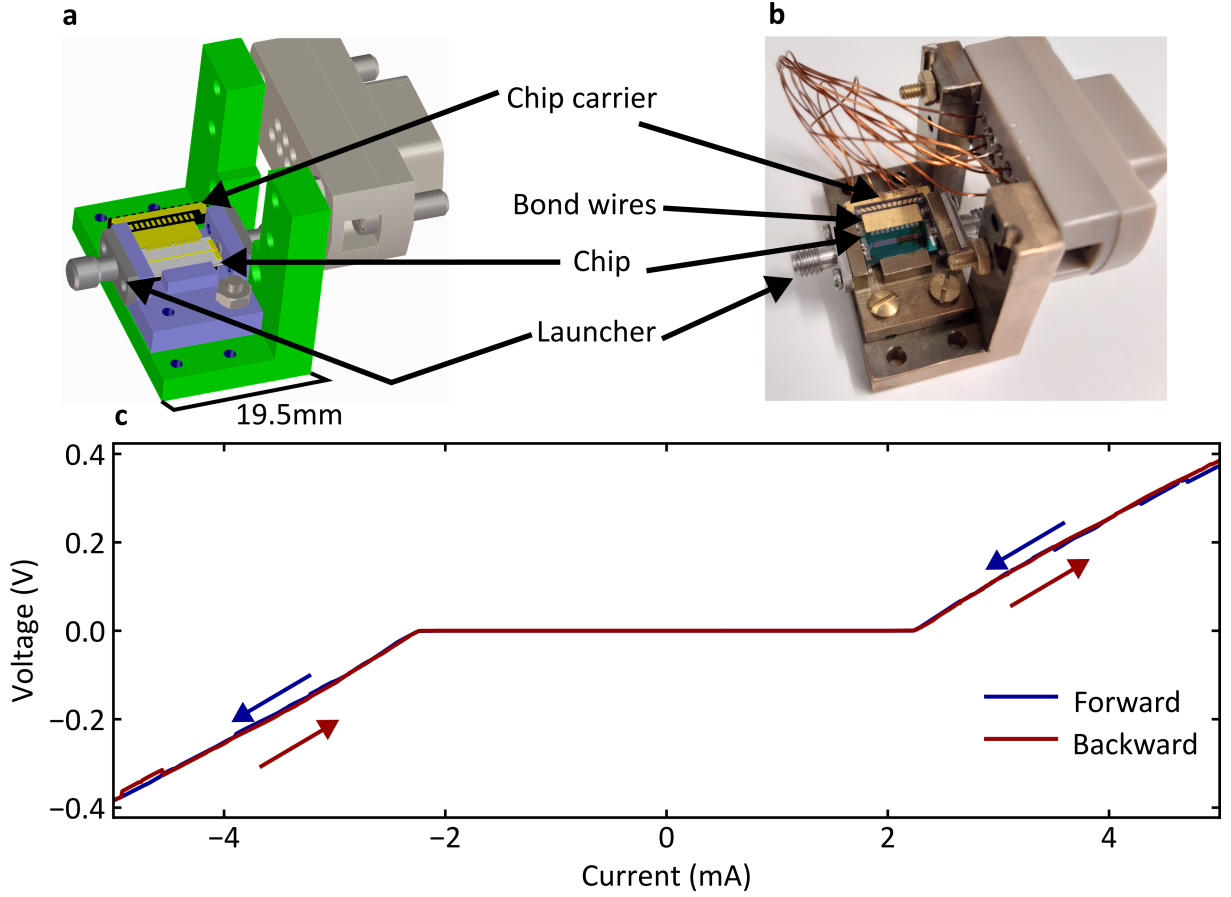 a
b
Chip carrier
Bond wires
Chip
Launcher
19.5mm
c
0.4
0.2
0.0
−0.2
−0.4
Voltage (V)
Forward
Backward
−4
−2
0
2
4
Current (mA)